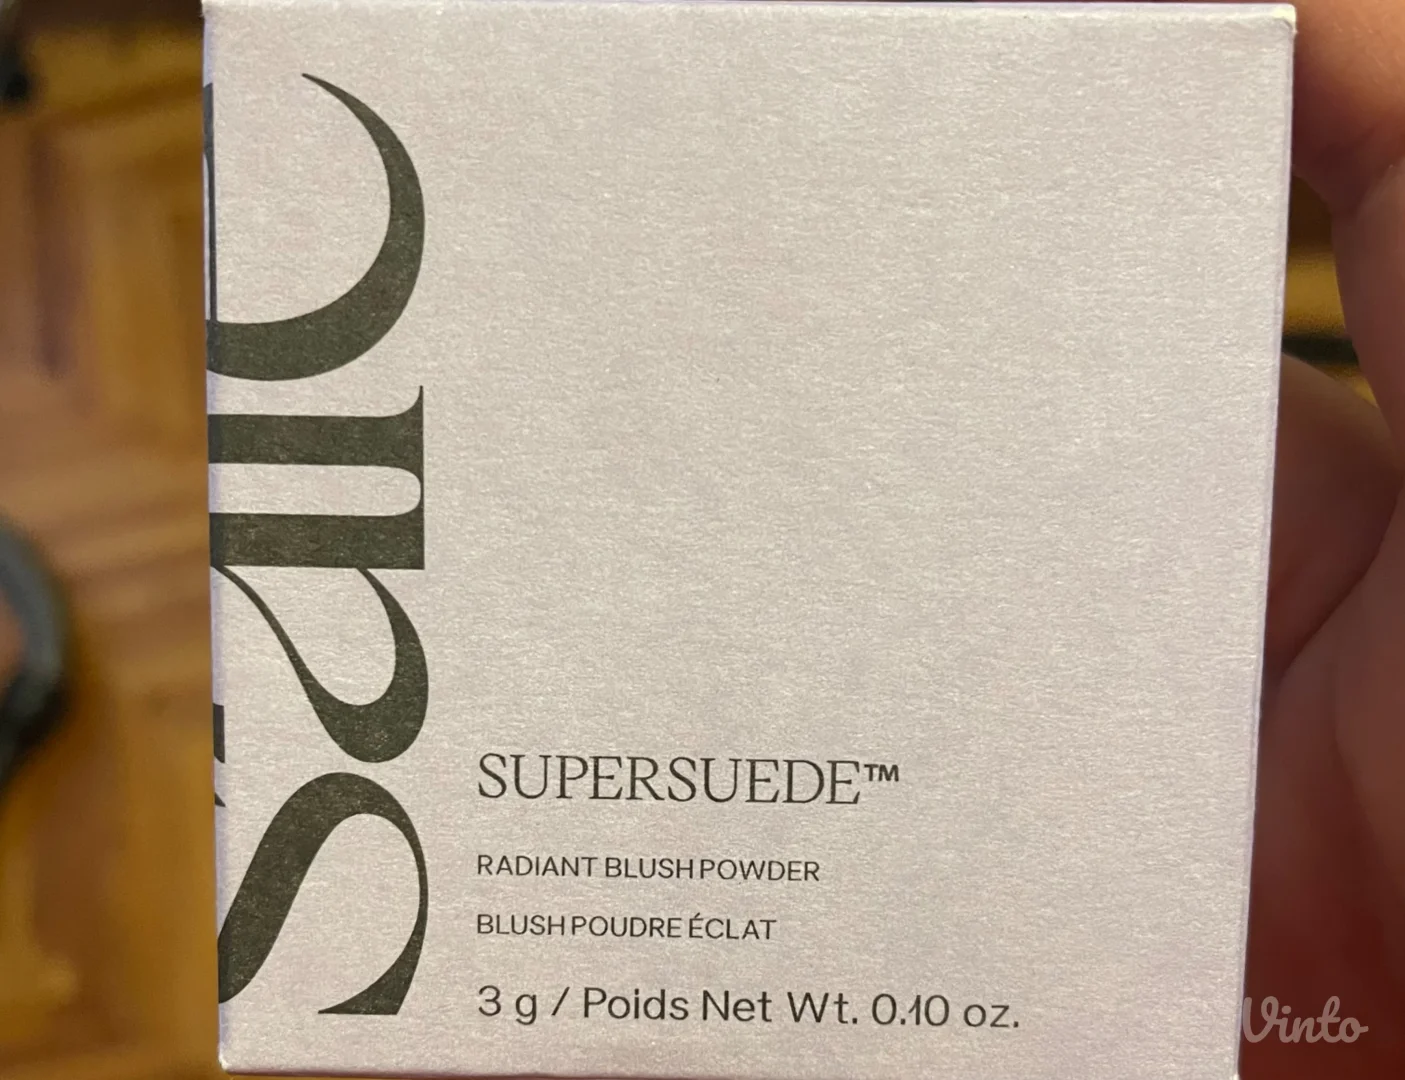 SUPERSUEDE™
RADIANT BLUSH POWDER
BLUSH POUDRE ÉCLAT
3 g / Poids Net Wt. 0.10 oz.
Vinto